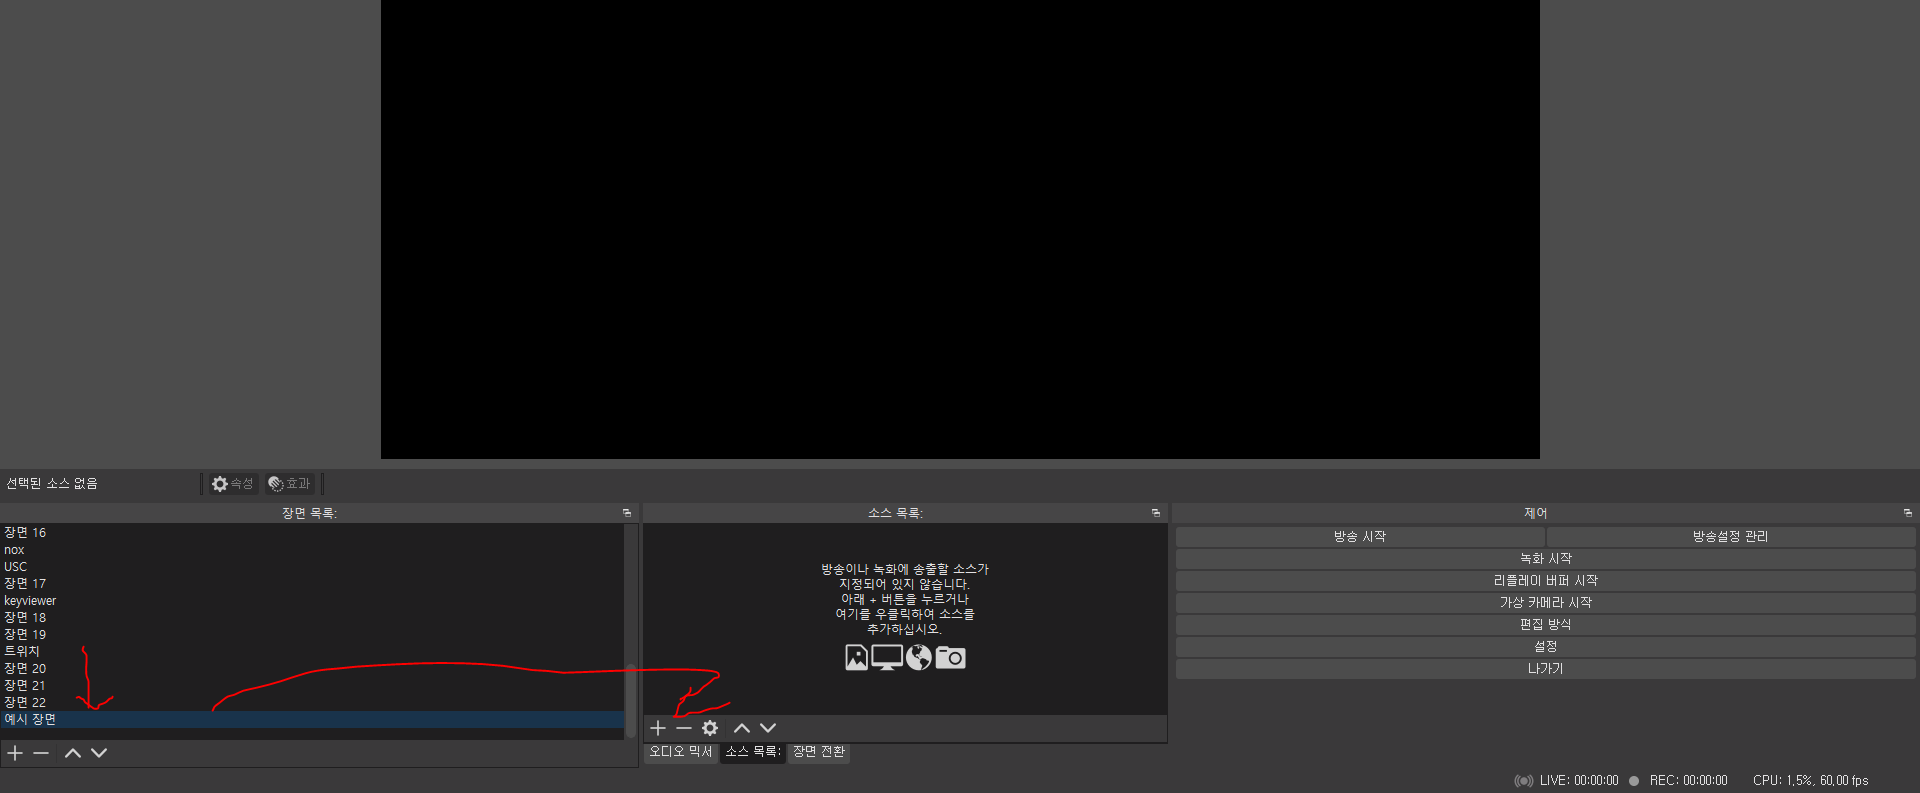 선택된 소스 없음
속성
효과
장면 목록:
장면 16
nox
USC
장면 17
keyviewer
장면 18
장면 19
트위치
장면 20
장면 21
장면 22
예시 장면
소스 목록:
방송이나 녹화에 송출할 소스가
지정되어 있지 않습니다.
아래 + 버튼을 누르거나
여기를 우클릭하여 소스를
추가하십시오.
오디오 믹서
소스 목록:
장면 전환
제어
방송 시작
방송설정 관리
녹화 시작
리플레이 버퍼 시작
가상 카메라 시작
편집 방식
설정
나가기
LIVE: 00:00:00
REC: 00:00:00
CPU: 1.5%, 60.00 fps